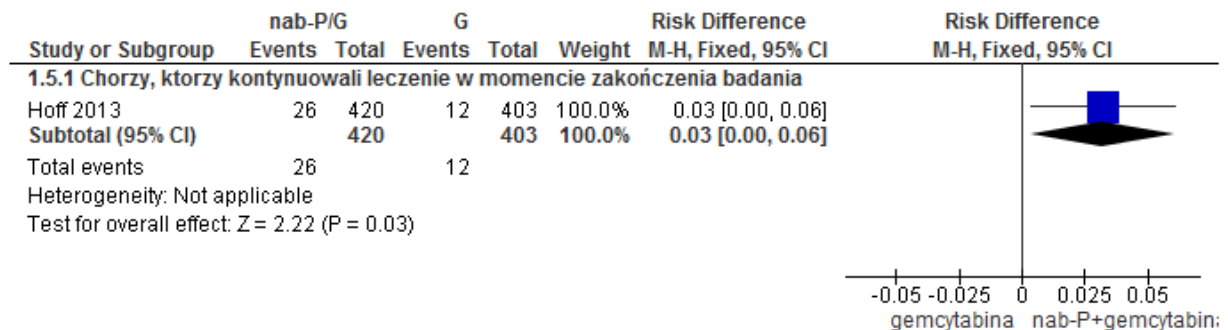 nab-P/G G Risk Difference Risk Difference
Study or Subgroup Events Total Events Total Weight M-H, Fixed, 95% CI M-H, Fixed, 95% CI
1.5.1 Chorzy, ktorzy kontynuowali leczenie w momencie zakończenia badania
Hoff 2013 26 420 12 403 100.0% 0.03 [0.00, 0.06]
Subtotal (95% CI) 420 403 100.0% 0.03 [0.00, 0.06]
Total events 26 12
Heterogeneity: Not applicable
Test for overall effect: Z = 2.22 (P = 0.03)
-0.05 -0.025 0 0.025 0.05
gemcytabina nab-P+gemcytabin